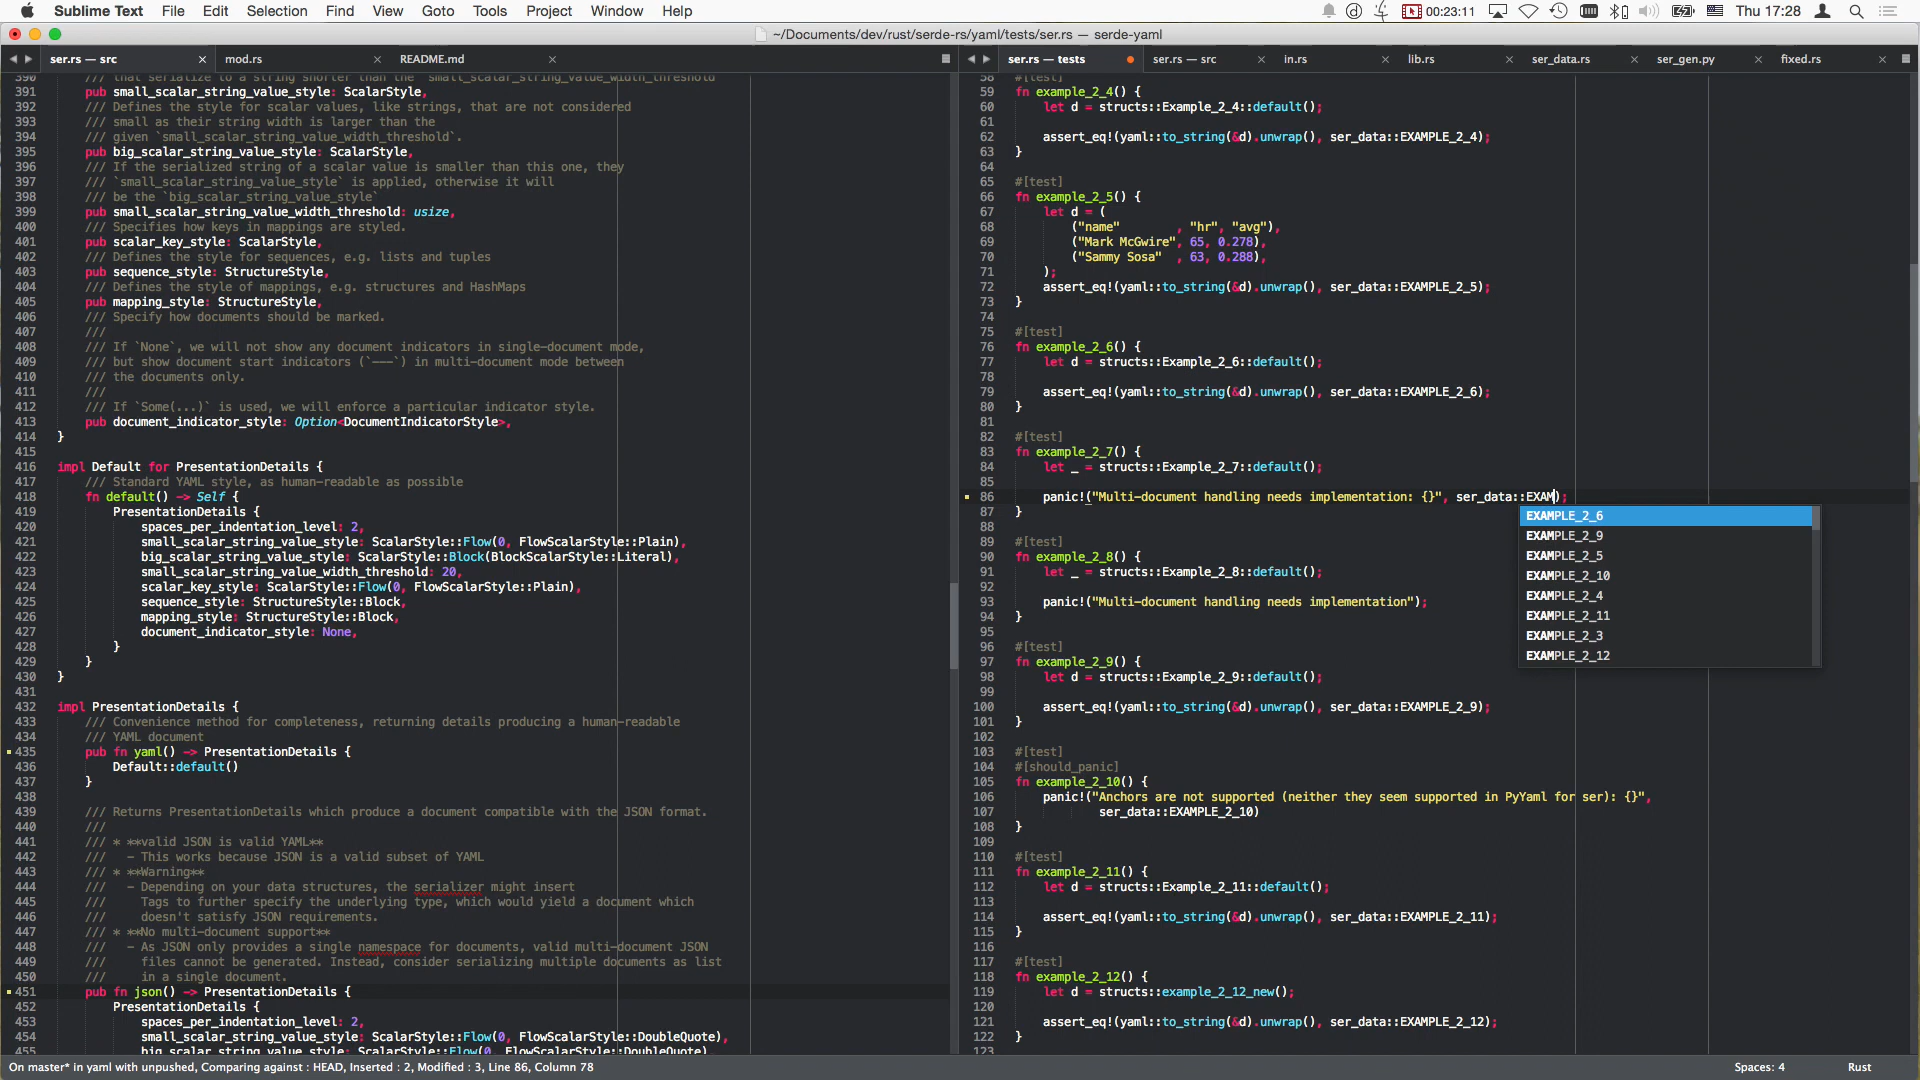 Sublime Text File Edit Selection Find View Goto Tools Project Window Help 00:23:11 Thu 17:28
~/Documents/dev/rust/serde-rs/yaml/tests/ser.rs — serde-yaml
ser.rs — src mod.rs README.md
390 /// that serialize to a string shorter than the `small_scalar_string_value_width_threshold`
391 pub small_scalar_string_value_style: ScalarStyle,
392 /// Defines the style for scalar values, like strings, that are not considered
393 /// small as their string width is larger than the
394 /// given `small_scalar_string_value_width_threshold`.
395 pub big_scalar_string_value_style: ScalarStyle,
396 /// If the serialized string of a scalar value is smaller than this one, they
397 /// `small_scalar_string_value_style` is applied, otherwise it will
398 /// be the `big_scalar_string_value_style`
399 pub small_scalar_string_value_width_threshold: usize,
400 /// Specifies how keys in mappings are styled.
401 pub scalar_key_style: ScalarStyle,
402 /// Defines the style for sequences, e.g. lists and tuples
403 pub sequence_style: StructureStyle,
404 /// Defines the style of mappings, e.g. structures and HashMaps
405 pub mapping_style: StructureStyle,
406 /// Specify how documents should be marked.
407 ///
408 /// If `None`, we will not show any document indicators in single-document mode,
409 /// but show document start indicators (`---`) in multi-document mode between
410 /// the documents only.
411 ///
412 /// If `Some(...)` is used, we will enforce a particular indicator style.
413 pub document_indicator_style: Option<DocumentIndicatorStyle>,
414 }
415
416 impl Default for PresentationDetails {
417 /// Standard YAML style, as human-readable as possible
418 fn default() -> Self {
419 PresentationDetails {
420 spaces_per_indentation_level: 2,
421 small_scalar_string_value_style: ScalarStyle::Flow(0, FlowScalarStyle::Plain),
422 big_scalar_string_value_style: ScalarStyle::Block(BlockScalarStyle::Literal),
423 small_scalar_string_value_width_threshold: 20,
424 scalar_key_style: ScalarStyle::Flow(0, FlowScalarStyle::Plain),
425 sequence_style: StructureStyle::Block,
426 mapping_style: StructureStyle::Block,
427 document_indicator_style: None,
428 }
429 }
430 }
431
432 impl PresentationDetails {
433 /// Convenience method for completeness, returning details producing a human-readable
434 /// YAML document
435 pub fn yaml() -> PresentationDetails {
436 Default::default()
437 }
438
439 /// Returns PresentationDetails which produce a document compatible with the JSON format.
440 ///
441 /// * **valid JSON is valid YAML**
442 /// - This works because JSON is a valid subset of YAML
443 /// * **Warning**
444 /// - Depending on your data structures, the serializer might insert
445 /// Tags to further specify the underlying type, which would yield a document which
446 /// doesn't satisfy JSON requirements.
447 /// * **No multi-document support**
448 /// - As JSON only provides a single namespace for documents, valid multi-document JSON
449 /// files cannot be generated. Instead, consider serializing multiple documents as list
450 /// in a single document.
451 pub fn json() -> PresentationDetails {
452 PresentationDetails {
453 spaces_per_indentation_level: 2,
454 small_scalar_string_value_style: ScalarStyle::Flow(0, FlowScalarStyle::DoubleQuote),
455 big_scalar_string_value_style: ScalarStyle::Flow(0, FlowScalarStyle::DoubleQuote),
ser.rs — tests ser.rs — src in.rs lib.rs ser_data.rs ser_gen.py fixed.rs
58 #[test]
59 fn example_2_4() {
60 let d = structs::Example_2_4::default();
61
62 assert_eq!(yaml::to_string(&d).unwrap(), ser_data::EXAMPLE_2_4);
63 }
64
65 #[test]
66 fn example_2_5() {
67 let d = (
68 ("name" , "hr", "avg"),
69 ("Mark McGwire", 65, 0.278),
70 ("Sammy Sosa" , 63, 0.288),
71 );
72 assert_eq!(yaml::to_string(&d).unwrap(), ser_data::EXAMPLE_2_5);
73 }
74
75 #[test]
76 fn example_2_6() {
77 let d = structs::Example_2_6::default();
78
79 assert_eq!(yaml::to_string(&d).unwrap(), ser_data::EXAMPLE_2_6);
80 }
81
82 #[test]
83 fn example_2_7() {
84 let _ = structs::Example_2_7::default();
85
86 panic!("Multi-document handling needs implementation: {}", ser_data::EXAM);
87 }
88
89 #[test]
90 fn example_2_8() {
91 let _ = structs::Example_2_8::default();
92
93 panic!("Multi-document handling needs implementation");
94 }
95
96 #[test]
97 fn example_2_9() {
98 let d = structs::Example_2_9::default();
99
100 assert_eq!(yaml::to_string(&d).unwrap(), ser_data::EXAMPLE_2_9);
101 }
102
103 #[test]
104 #[should_panic]
105 fn example_2_10() {
106 panic!("Anchors are not supported (neither they seem supported in PyYaml for ser): {}",
107 ser_data::EXAMPLE_2_10)
108 }
109
110 #[test]
111 fn example_2_11() {
112 let d = structs::Example_2_11::default();
113
114 assert_eq!(yaml::to_string(&d).unwrap(), ser_data::EXAMPLE_2_11);
115 }
116
117 #[test]
118 fn example_2_12() {
119 let d = structs::example_2_12_new();
120
121 assert_eq!(yaml::to_string(&d).unwrap(), ser_data::EXAMPLE_2_12);
122 }
123
EXAMPLE_2_6
EXAMPLE_2_9
EXAMPLE_2_5
EXAMPLE_2_10
EXAMPLE_2_4
EXAMPLE_2_11
EXAMPLE_2_3
EXAMPLE_2_12
On master* in yaml with unpushed, Comparing against : HEAD, Inserted : 2, Modified : 3, Line 86, Column 78 Spaces: 4 Rust